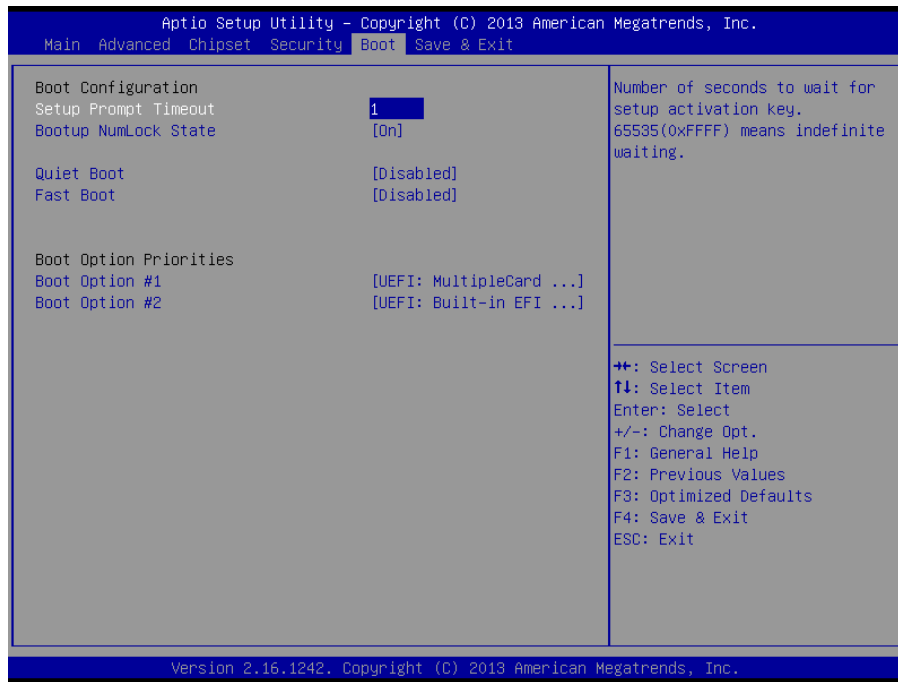 Aptio Setup Utility – Copyright (C) 2013 American Megatrends, Inc.
Main Advanced Chipset Security Boot Save & Exit
Boot Configuration
Setup Prompt Timeout 1
Bootup NumLock State [On]
Quiet Boot [Disabled]
Fast Boot [Disabled]
Boot Option Priorities
Boot Option #1 [UEFI: MultipleCard ...]
Boot Option #2 [UEFI: Built-in EFI ...]
Number of seconds to wait for
setup activation key.
65535(0xFFFF) means indefinite
waiting.
→←: Select Screen
↑↓: Select Item
Enter: Select
+/-: Change Opt.
F1: General Help
F2: Previous Values
F3: Optimized Defaults
F4: Save & Exit
ESC: Exit
Version 2.16.1242. Copyright (C) 2013 American Megatrends, Inc.